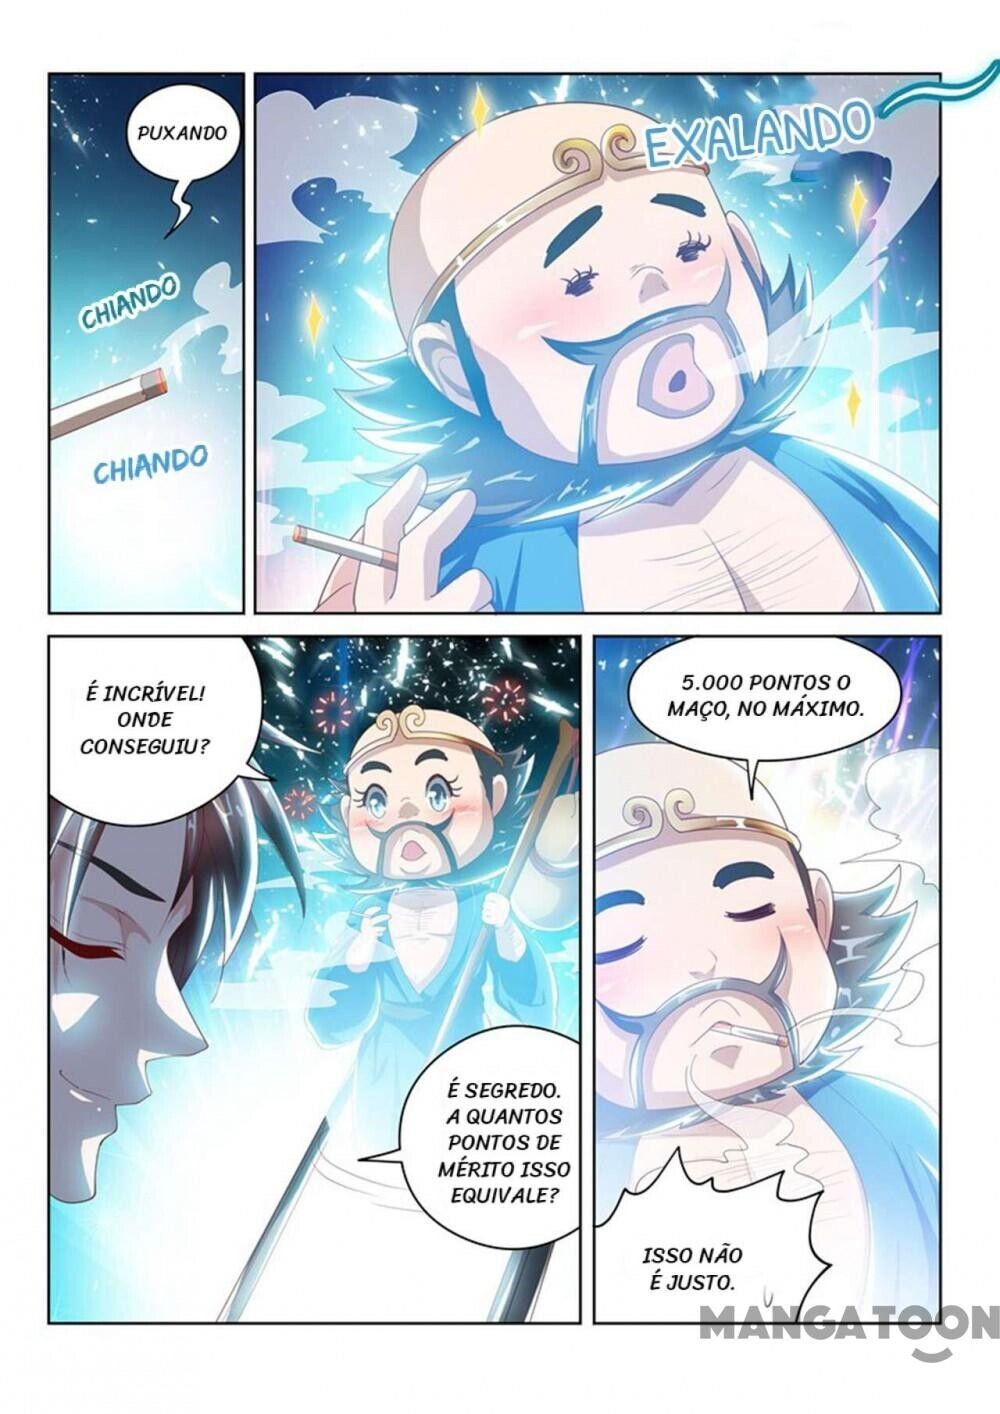 PUXANDO
EXALANDO
CHIANDO
CHIANDO
É INCRÍVEL!
ONDE
CONSEGUIU?
É SEGREDO.
A QUANTOS
PONTOS DE
MÉRITO ISSO
EQUIVALE?
5.000 PONTOS O
MAÇO, NO MÁXIMO.
ISSO NÃO
É JUSTO.
MANGATOON